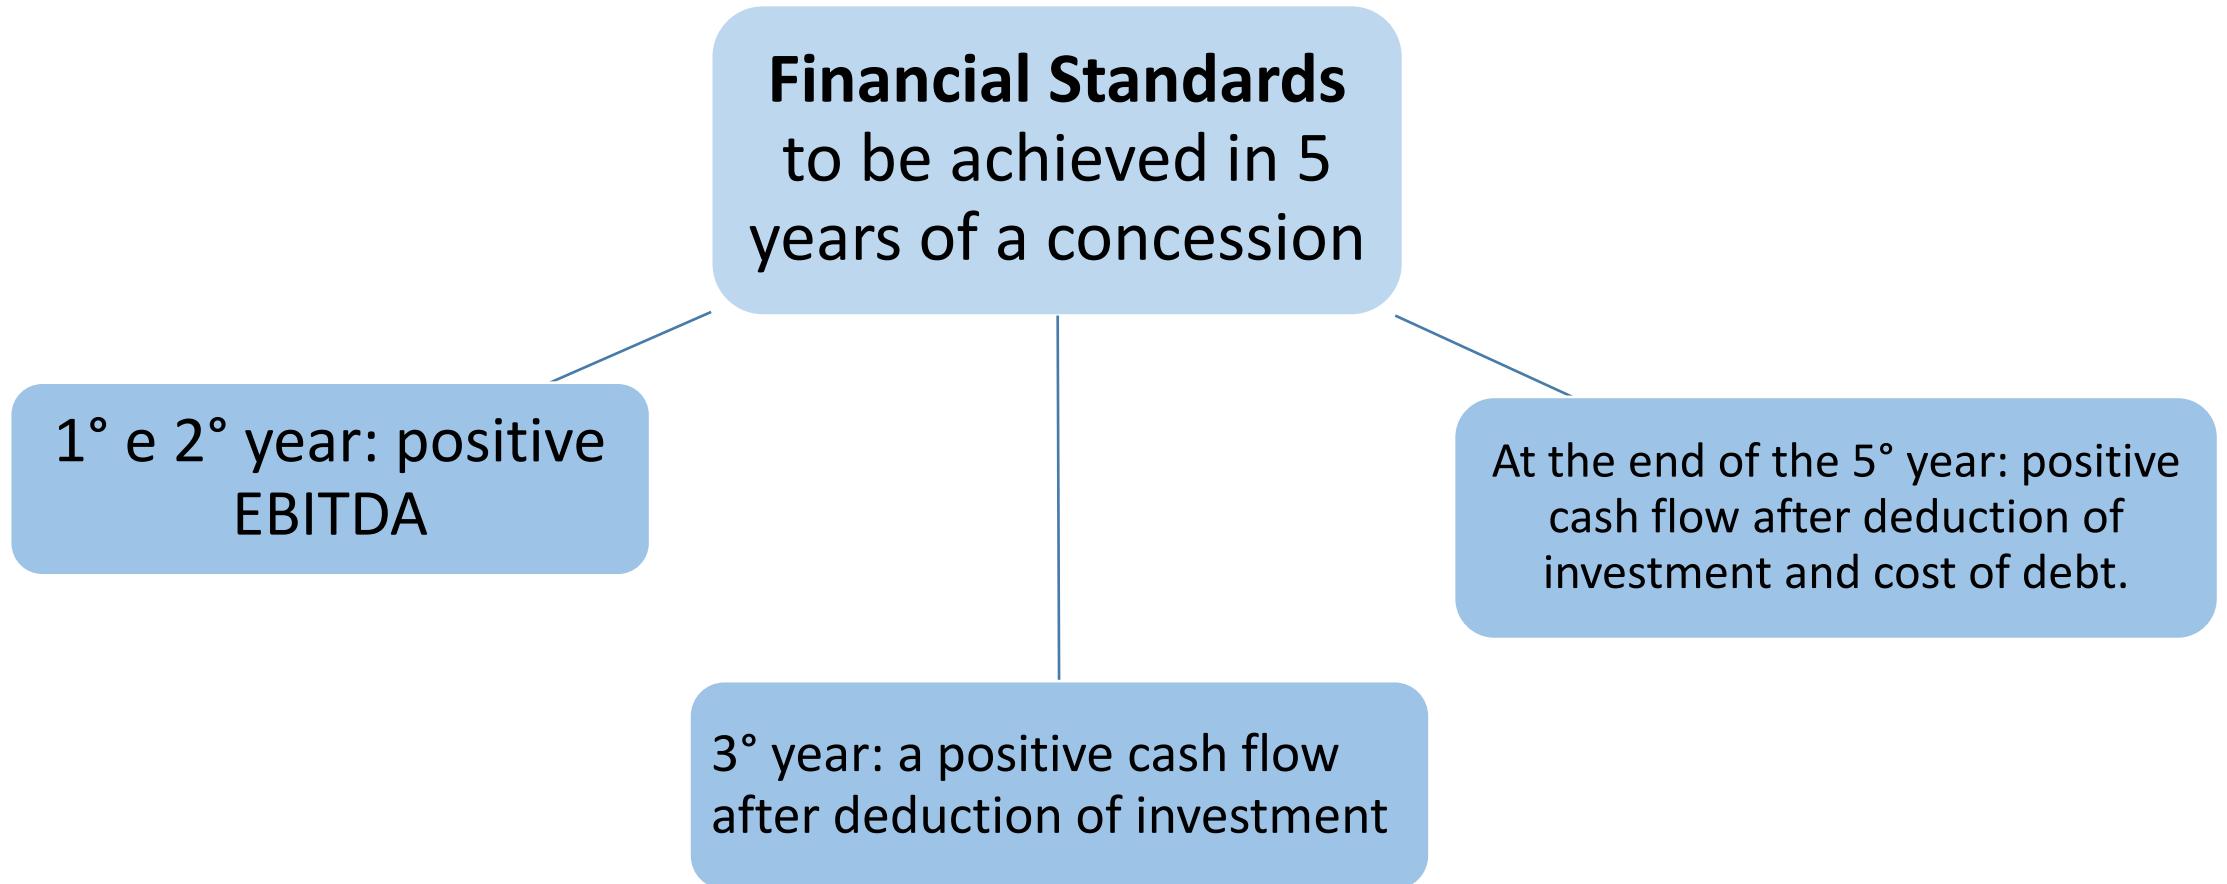 Financial Standards
to be achieved in 5
years of a concession
1° e 2° year: positive
EBITDA
At the end of the 5° year: positive
cash flow after deduction of
investment and cost of debt.
3° year: a positive cash flow
after deduction of investment